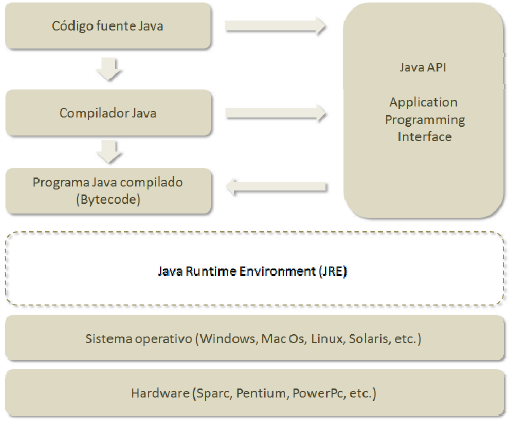 Código fuente Java
Java API
Application
Programming
Interface
Compilador Java
Programa Java compilado
(Bytecode)
Java Runtime Environment (JRE)
Sistema operativo (Windows, Mac Os, Linux, Solaris, etc.)
Hardware (Sparc, Pentium, PowerPc, etc.)